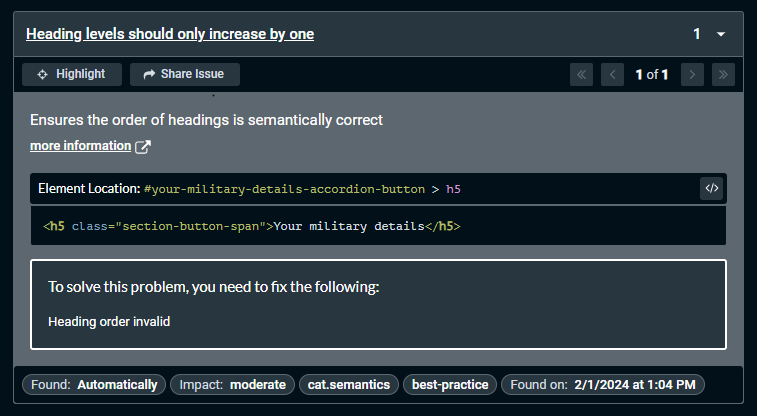 Heading levels should only increase by one 1
Highlight Share Issue 1 of 1
Ensures the order of headings is semantically correct
more information
Element Location: #your-military-details-accordion-button > h5 </>
<h5 class="section-button-span">Your military details</h5>
To solve this problem, you need to fix the following:
Heading order invalid
Found: Automatically Impact: moderate cat.semantics best-practice Found on: 2/1/2024 at 1:04 PM